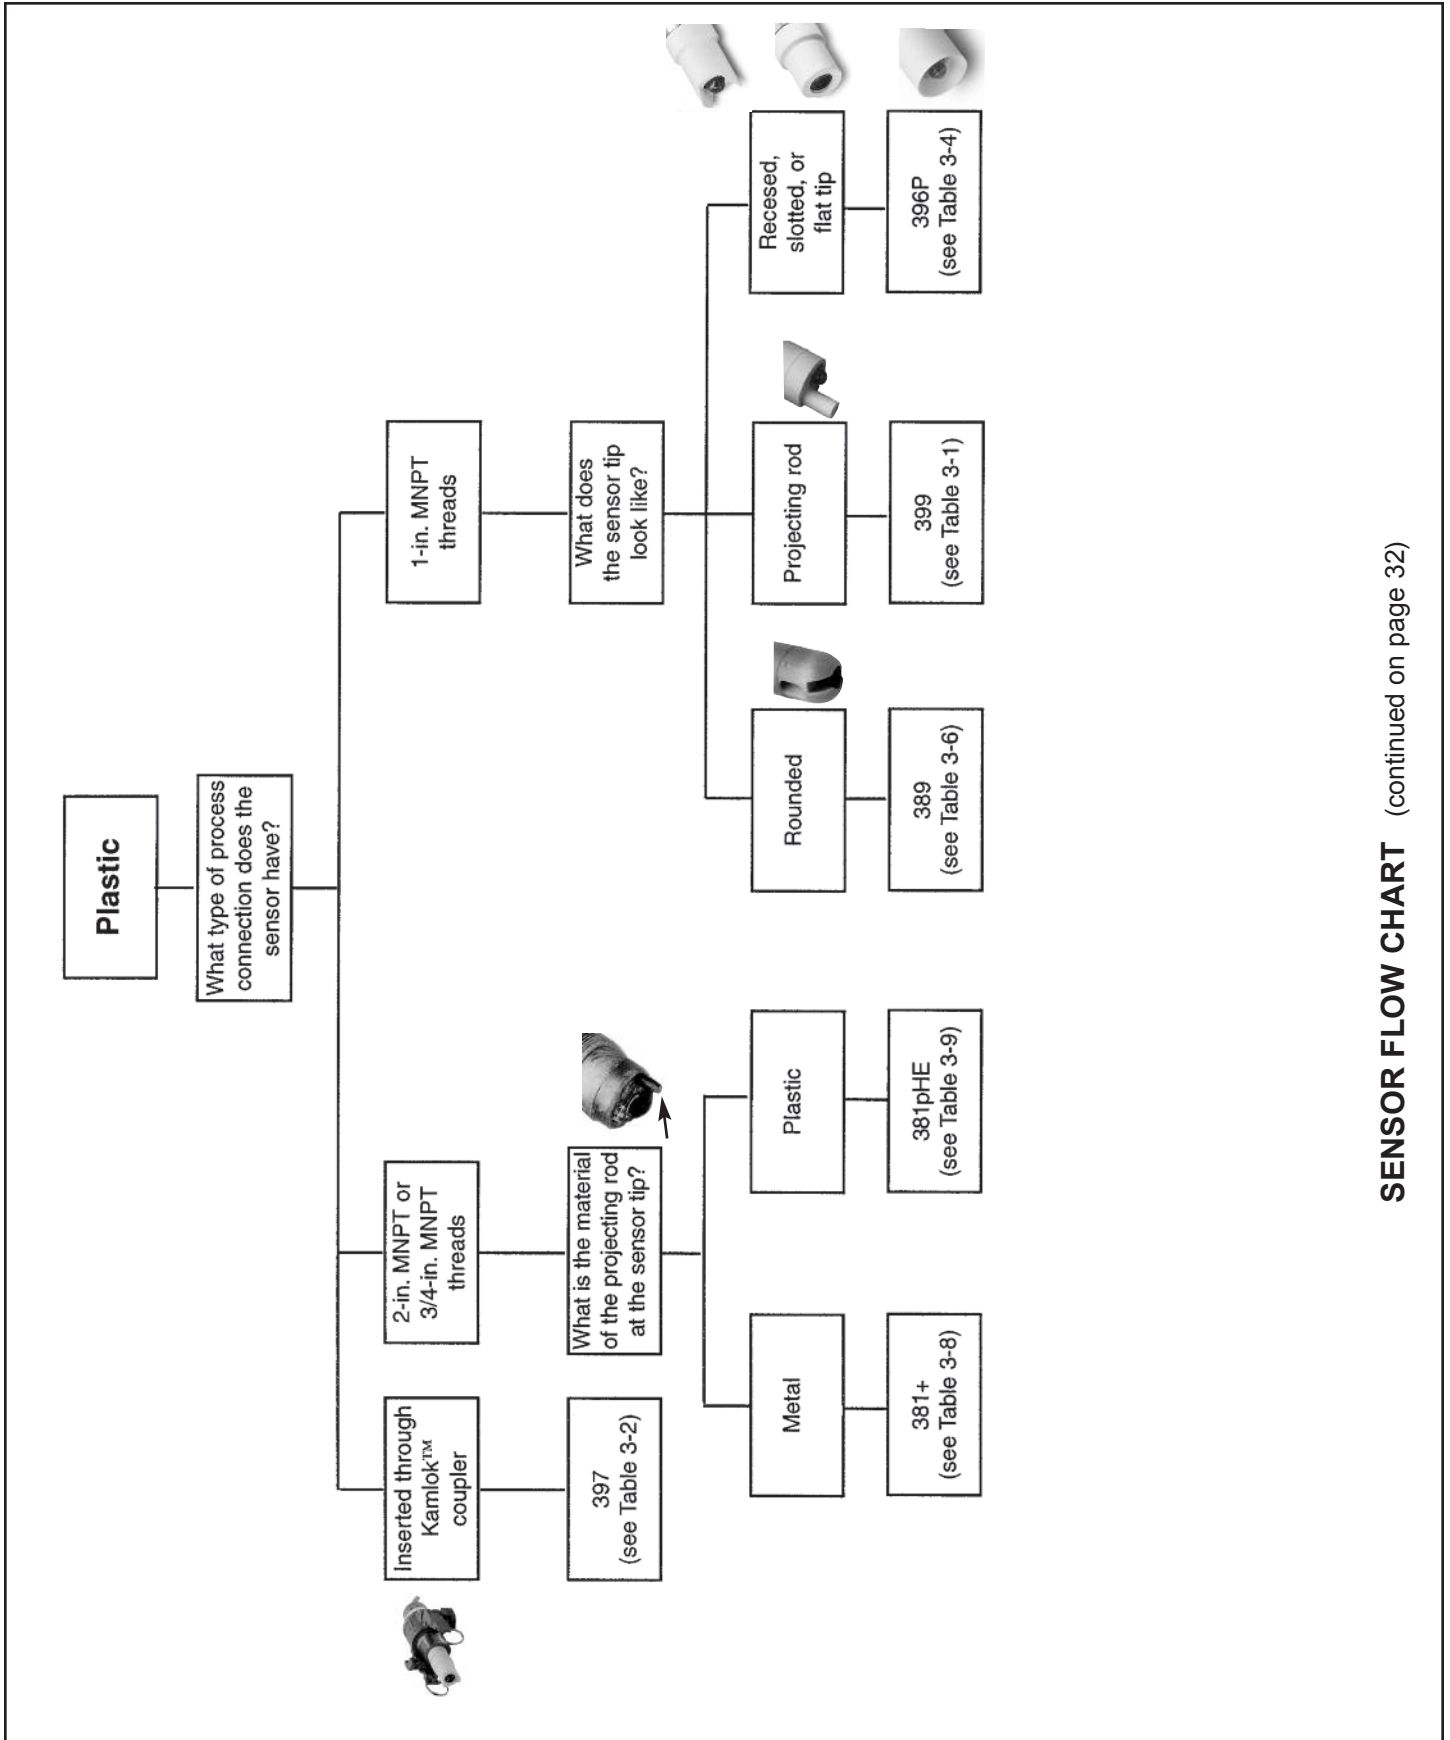 Plastic
What type of process
connection does the
sensor have?
Inserted through
Kamlok™
coupler
397
(see Table 3-2)
2-in. MNPT or
3/4-in. MNPT
threads
What is the material
of the projecting rod
at the sensor tip?
Metal
381+
(see Table 3-8)
Plastic
381pHE
(see Table 3-9)
1-in. MNPT
threads
What does
the sensor tip
look like?
Rounded
389
(see Table 3-6)
Projecting rod
399
(see Table 3-1)
Recesed,
slotted, or
flat tip
396P
(see Table 3-4)
SENSOR FLOW CHART (continued on page 32)